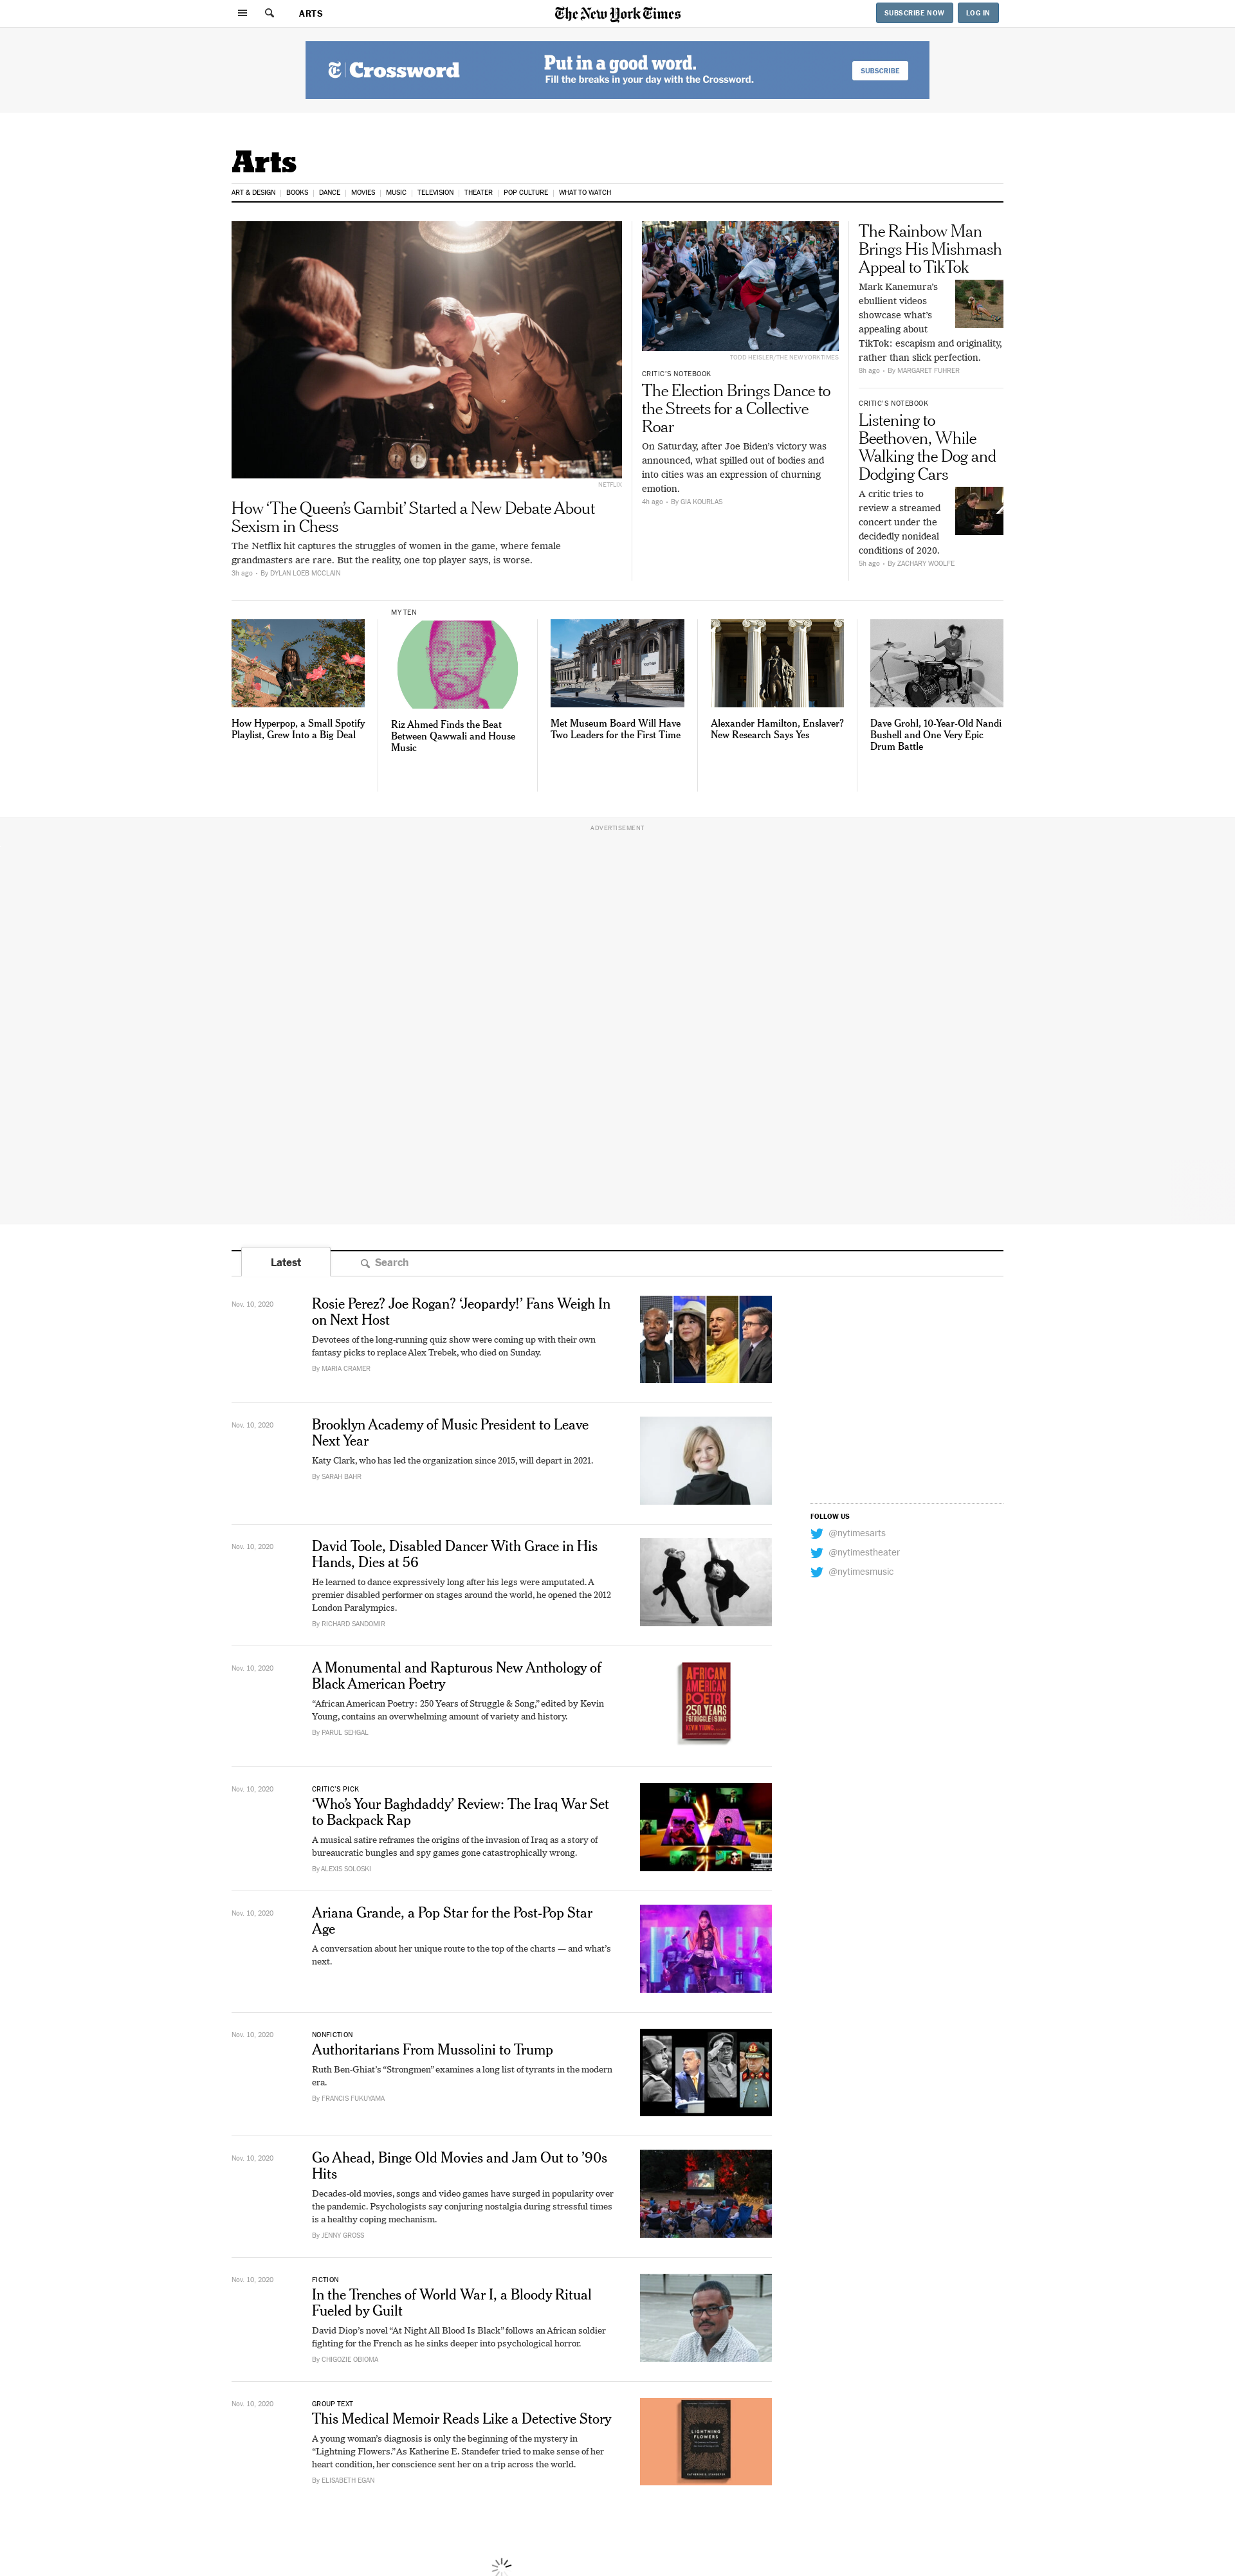 ARTS
The New York Times
SUBSCRIBE NOW
LOG IN
T Crossword
Put in a good word.
Fill the breaks in your day with the Crossword.
SUBSCRIBE
Arts
ART & DESIGN
BOOKS
DANCE
MOVIES
MUSIC
TELEVISION
THEATER
POP CULTURE
WHAT TO WATCH
NETFLIX
How ‘The Queen’s Gambit’ Started a New Debate About
Sexism in Chess
The Netflix hit captures the struggles of women in the game, where female
grandmasters are rare. But the reality, one top player says, is worse.
3h ago • By DYLAN LOEB MCCLAIN
TODD HEISLER/THE NEW YORK TIMES
CRITIC’S NOTEBOOK
The Election Brings Dance to
the Streets for a Collective
Roar
On Saturday, after Joe Biden’s victory was
announced, what spilled out of bodies and
into cities was an expression of churning
emotion.
4h ago • By GIA KOURLAS
The Rainbow Man
Brings His Mishmash
Appeal to TikTok
Mark Kanemura’s
ebullient videos
showcase what’s
appealing about
TikTok: escapism and originality,
rather than slick perfection.
8h ago • By MARGARET FUHRER
CRITIC’S NOTEBOOK
Listening to
Beethoven, While
Walking the Dog and
Dodging Cars
A critic tries to
review a streamed
concert under the
decidedly nonideal
conditions of 2020.
5h ago • By ZACHARY WOOLFE
How Hyperpop, a Small Spotify
Playlist, Grew Into a Big Deal
MY TEN
Riz Ahmed Finds the Beat
Between Qawwali and House
Music
Met Museum Board Will Have
Two Leaders for the First Time
Alexander Hamilton, Enslaver?
New Research Says Yes
Dave Grohl, 10-Year-Old Nandi
Bushell and One Very Epic
Drum Battle
ADVERTISEMENT
Latest
Search
Nov. 10, 2020
Rosie Perez? Joe Rogan? ‘Jeopardy!’ Fans Weigh In
on Next Host
Devotees of the long-running quiz show were coming up with their own
fantasy picks to replace Alex Trebek, who died on Sunday.
By MARIA CRAMER
Nov. 10, 2020
Brooklyn Academy of Music President to Leave
Next Year
Katy Clark, who has led the organization since 2015, will depart in 2021.
By SARAH BAHR
FOLLOW US
@nytimesarts
@nytimestheater
@nytimesmusic
Nov. 10, 2020
David Toole, Disabled Dancer With Grace in His
Hands, Dies at 56
He learned to dance expressively long after his legs were amputated. A
premier disabled performer on stages around the world, he opened the 2012
London Paralympics.
By RICHARD SANDOMIR
Nov. 10, 2020
A Monumental and Rapturous New Anthology of
Black American Poetry
“African American Poetry: 250 Years of Struggle & Song,” edited by Kevin
Young, contains an overwhelming amount of variety and history.
By PARUL SEHGAL
AFRICAN
AMERICAN
POETRY
250 YEARS
KEVIN YOUNG
Nov. 10, 2020
CRITIC’S PICK
‘Who’s Your Baghdaddy’ Review: The Iraq War Set
to Backpack Rap
A musical satire reframes the origins of the invasion of Iraq as a story of
bureaucratic bungles and spy games gone catastrophically wrong.
By ALEXIS SOLOSKI
Nov. 10, 2020
Ariana Grande, a Pop Star for the Post-Pop Star
Age
A conversation about her unique route to the top of the charts — and what’s
next.
Nov. 10, 2020
NONFICTION
Authoritarians From Mussolini to Trump
Ruth Ben-Ghiat’s “Strongmen” examines a long list of tyrants in the modern
era.
By FRANCIS FUKUYAMA
Nov. 10, 2020
Go Ahead, Binge Old Movies and Jam Out to ’90s
Hits
Decades-old movies, songs and video games have surged in popularity over
the pandemic. Psychologists say conjuring nostalgia during stressful times
is a healthy coping mechanism.
By JENNY GROSS
Nov. 10, 2020
FICTION
In the Trenches of World War I, a Bloody Ritual
Fueled by Guilt
David Diop’s novel “At Night All Blood Is Black” follows an African soldier
fighting for the French as he sinks deeper into psychological horror.
By CHIGOZIE OBIOMA
Nov. 10, 2020
GROUP TEXT
This Medical Memoir Reads Like a Detective Story
A young woman’s diagnosis is only the beginning of the mystery in
“Lightning Flowers.” As Katherine E. Standefer tried to make sense of her
heart condition, her conscience sent her on a trip across the world.
By ELISABETH EGAN
LIGHTNING
FLOWERS